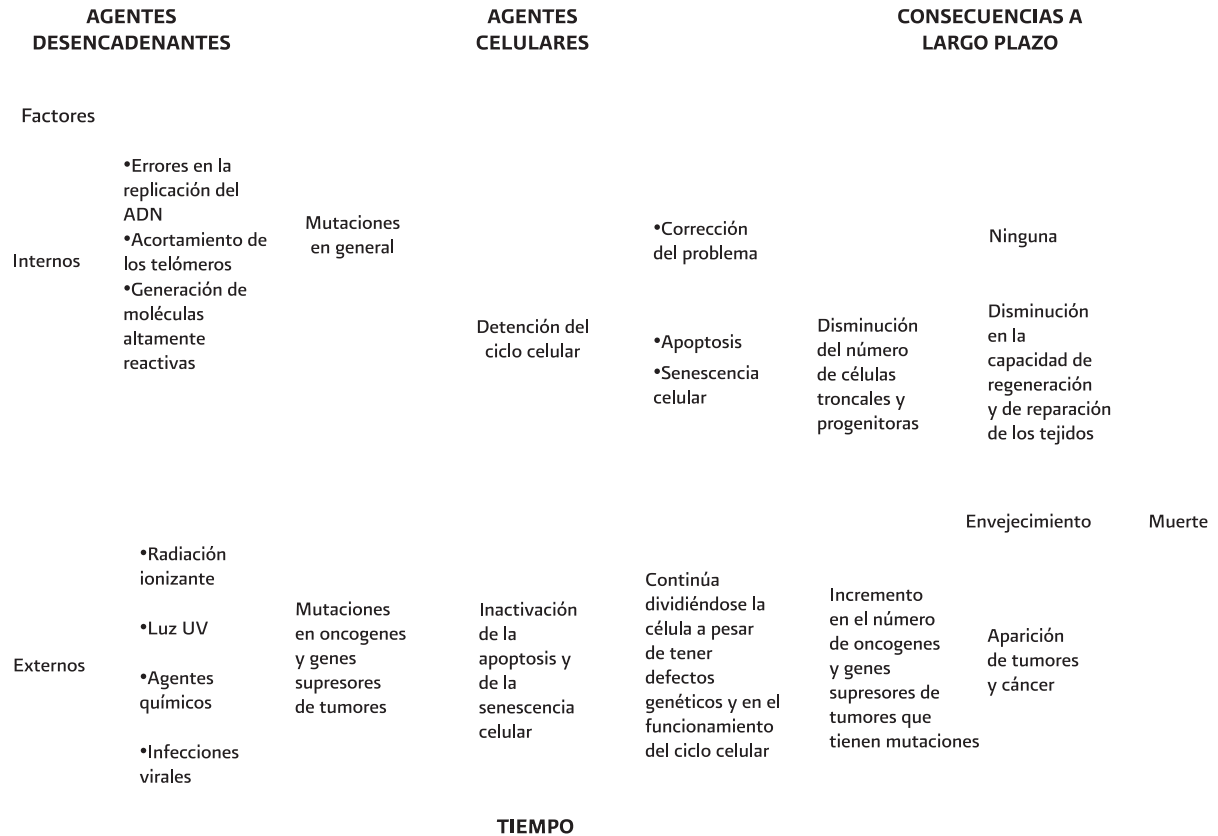 AGENTES
DESENCADENANTES
AGENTES
CELULARES
CONSECUENCIAS A
LARGO PLAZO
Factores
Internos
•Errores en la
replicación del
ADN
•Acortamiento de
los telómeros
•Generación de
moléculas
altamente
reactivas
Mutaciones
en general
Detención del
ciclo celular
•Corrección
del problema
•Apoptosis
•Senescencia
celular
Disminución
del número
de células
troncales y
progenitoras
Ninguna
Disminución
en la
capacidad de
regeneración
y de reparación
de los tejidos
Envejecimiento
Muerte
Externos
•Radiación
ionizante
•Luz UV
•Agentes
químicos
•Infecciones
virales
Mutaciones
en oncogenes
y genes
supresores
de tumores
Inactivación
de la
apoptosis y
de la
senescencia
celular
Continúa
dividiéndose la
célula a pesar
de tener
defectos
genéticos y en el
funcionamiento
del ciclo celular
Incremento
en el número
de oncogenes
y genes
supresores de
tumores que
tienen mutaciones
Aparición
de tumores
y cáncer
TIEMPO